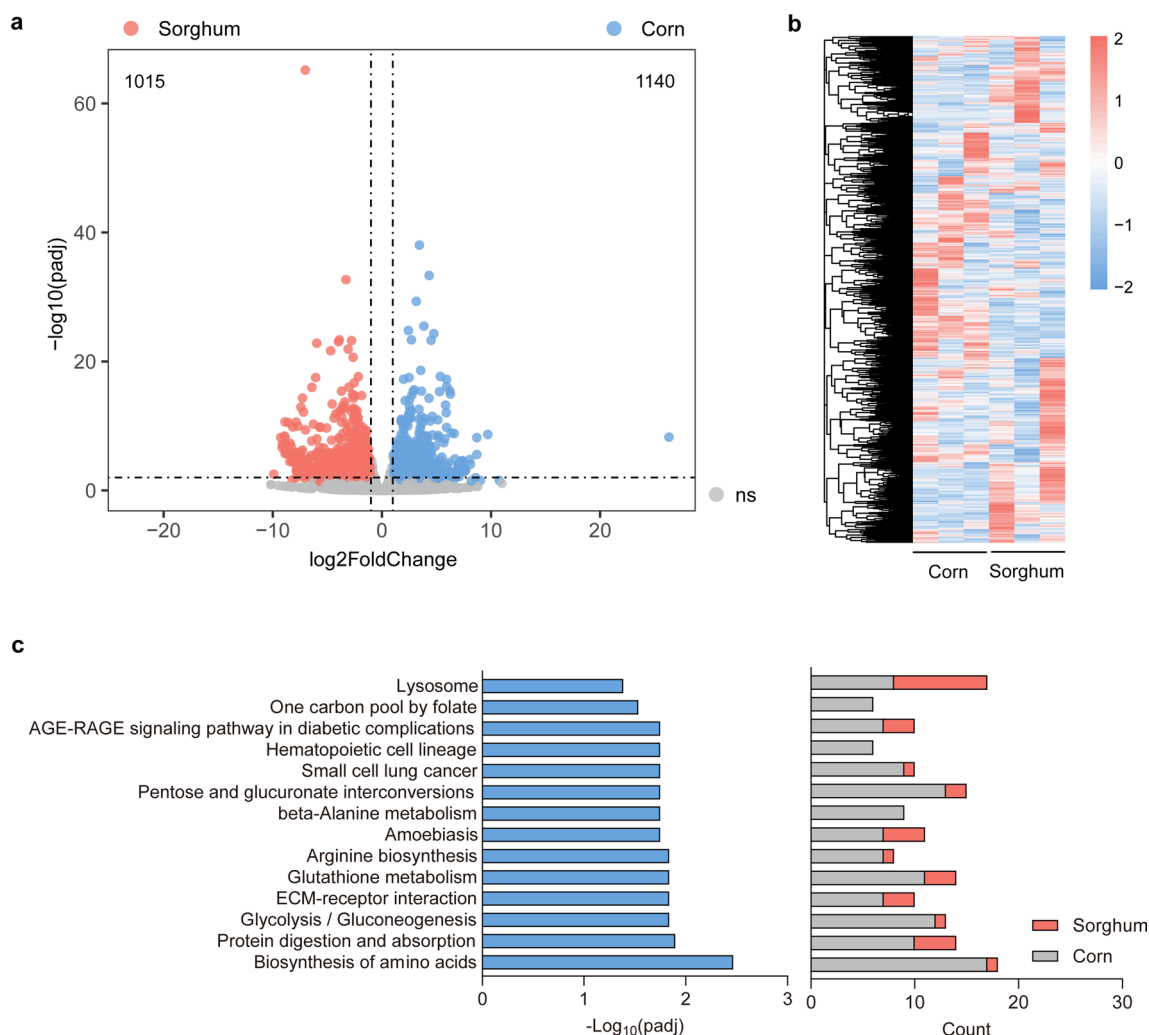 a
Sorghum
Corn
1015
1140
60
40
20
0
−20
−10
0
10
20
−log10(padj)
log2FoldChange
ns
b
2
1
0
−1
−2
Corn
Sorghum
c
Lysosome
One carbon pool by folate
AGE-RAGE signaling pathway in diabetic complications
Hematopoietic cell lineage
Small cell lung cancer
Pentose and glucuronate interconversions
beta-Alanine metabolism
Amoebiasis
Arginine biosynthesis
Glutathione metabolism
ECM-receptor interaction
Glycolysis / Gluconeogenesis
Protein digestion and absorption
Biosynthesis of amino acids
0
1
2
3
-Log10(padj)
Sorghum
Corn
0
10
20
30
Count